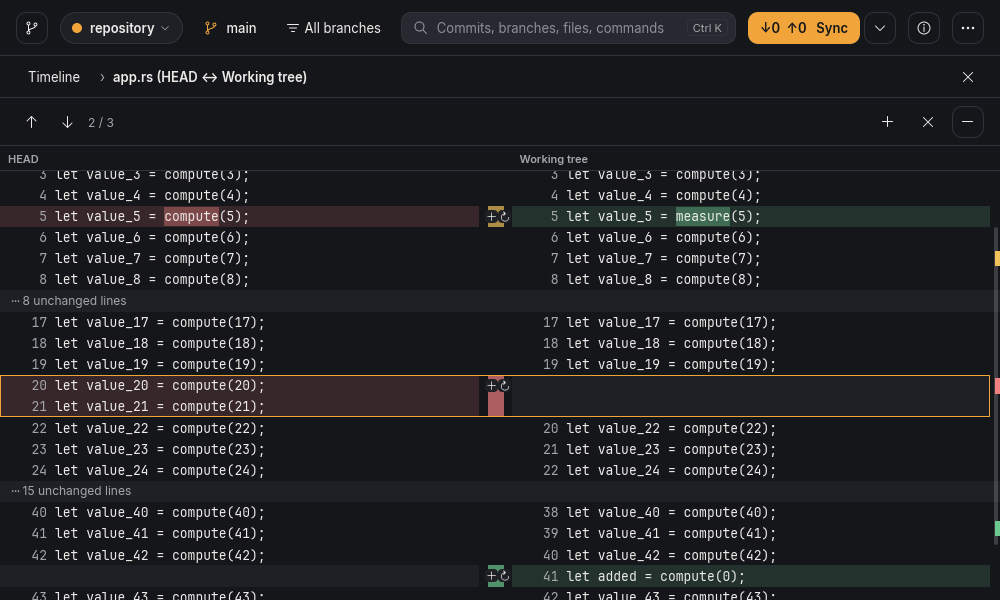 repository main All branches Commits, branches, files, commands Ctrl K ↓0 ↑0 Sync
Timeline › app.rs (HEAD ↔ Working tree)
2 / 3
HEAD Working tree
3 let value_3 = compute(3); 3 let value_3 = compute(3);
4 let value_4 = compute(4); 4 let value_4 = compute(4);
5 let value_5 = compute(5); 5 let value_5 = measure(5);
6 let value_6 = compute(6); 6 let value_6 = compute(6);
7 let value_7 = compute(7); 7 let value_7 = compute(7);
8 let value_8 = compute(8); 8 let value_8 = compute(8);
··· 8 unchanged lines
17 let value_17 = compute(17); 17 let value_17 = compute(17);
18 let value_18 = compute(18); 18 let value_18 = compute(18);
19 let value_19 = compute(19); 19 let value_19 = compute(19);
20 let value_20 = compute(20);
21 let value_21 = compute(21);
22 let value_22 = compute(22); 20 let value_22 = compute(22);
23 let value_23 = compute(23); 21 let value_23 = compute(23);
24 let value_24 = compute(24); 22 let value_24 = compute(24);
··· 15 unchanged lines
40 let value_40 = compute(40); 38 let value_40 = compute(40);
41 let value_41 = compute(41); 39 let value_41 = compute(41);
42 let value_42 = compute(42); 40 let value_42 = compute(42);
41 let added = compute(0);
43 let value_43 = compute(43); 42 let value_43 = compute(43);